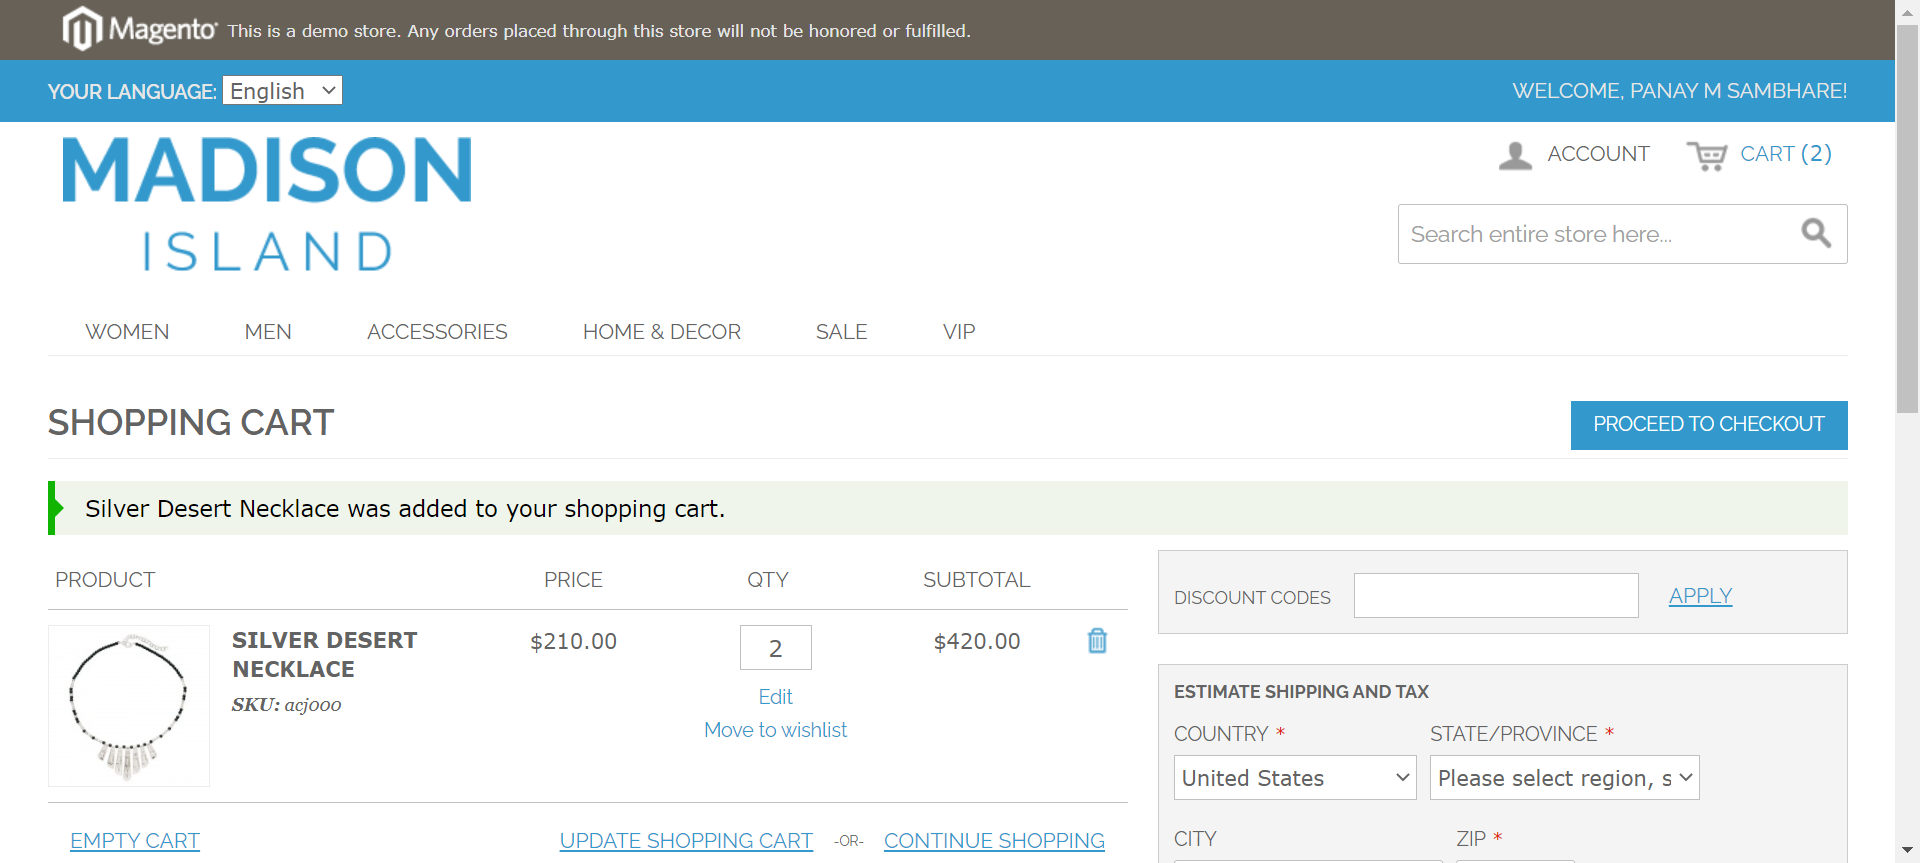 Magento This is a demo store. Any orders placed through this store will not be honored or fulfilled.
YOUR LANGUAGE: English WELCOME, PANAY M SAMBHARE!
MADISON
ISLAND
ACCOUNT CART (2)
Search entire store here...
WOMEN MEN ACCESSORIES HOME & DECOR SALE VIP
SHOPPING CART PROCEED TO CHECKOUT
Silver Desert Necklace was added to your shopping cart.
PRODUCT PRICE QTY SUBTOTAL
SILVER DESERT NECKLACE $210.00 2 $420.00
SKU: acj000
Edit
Move to wishlist
EMPTY CART UPDATE SHOPPING CART -OR- CONTINUE SHOPPING
DISCOUNT CODES APPLY
ESTIMATE SHIPPING AND TAX
COUNTRY * STATE/PROVINCE *
United States Please select region, s
CITY ZIP *